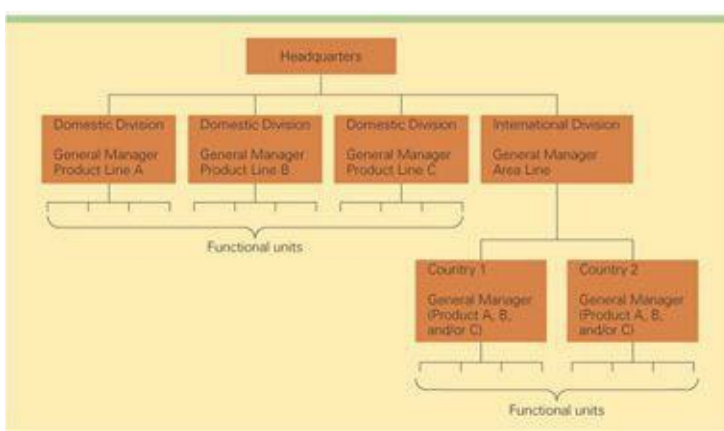 Headquarters
Domestic Division
General Manager
Product Line A
Domestic Division
General Manager
Product Line B
Domestic Division
General Manager
Product Line C
International Division
General Manager
Area Line
Functional units
Country 1
General Manager
(Product A, B,
and/or C)
Country 2
General Manager
(Product A, B,
and/or C)
Functional units